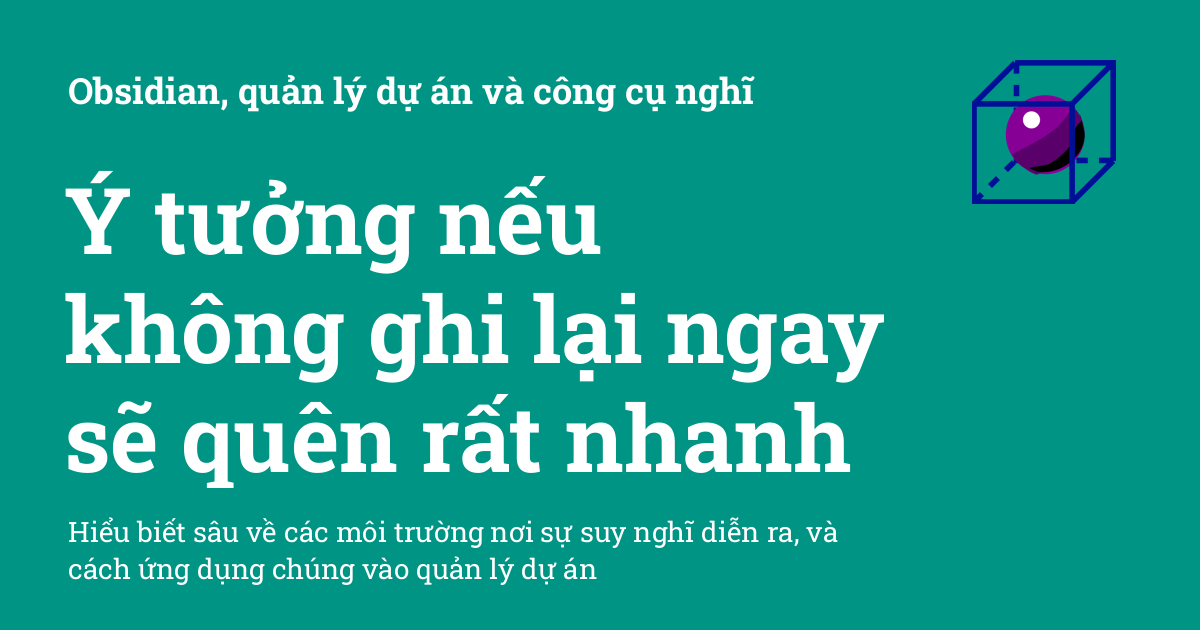 Obsidian, quản lý dự án và công cụ nghĩ
Ý tưởng nếu
không ghi lại ngay
sẽ quên rất nhanh
Hiểu biết sâu về các môi trường nơi sự suy nghĩ diễn ra, và
cách ứng dụng chúng vào quản lý dự án